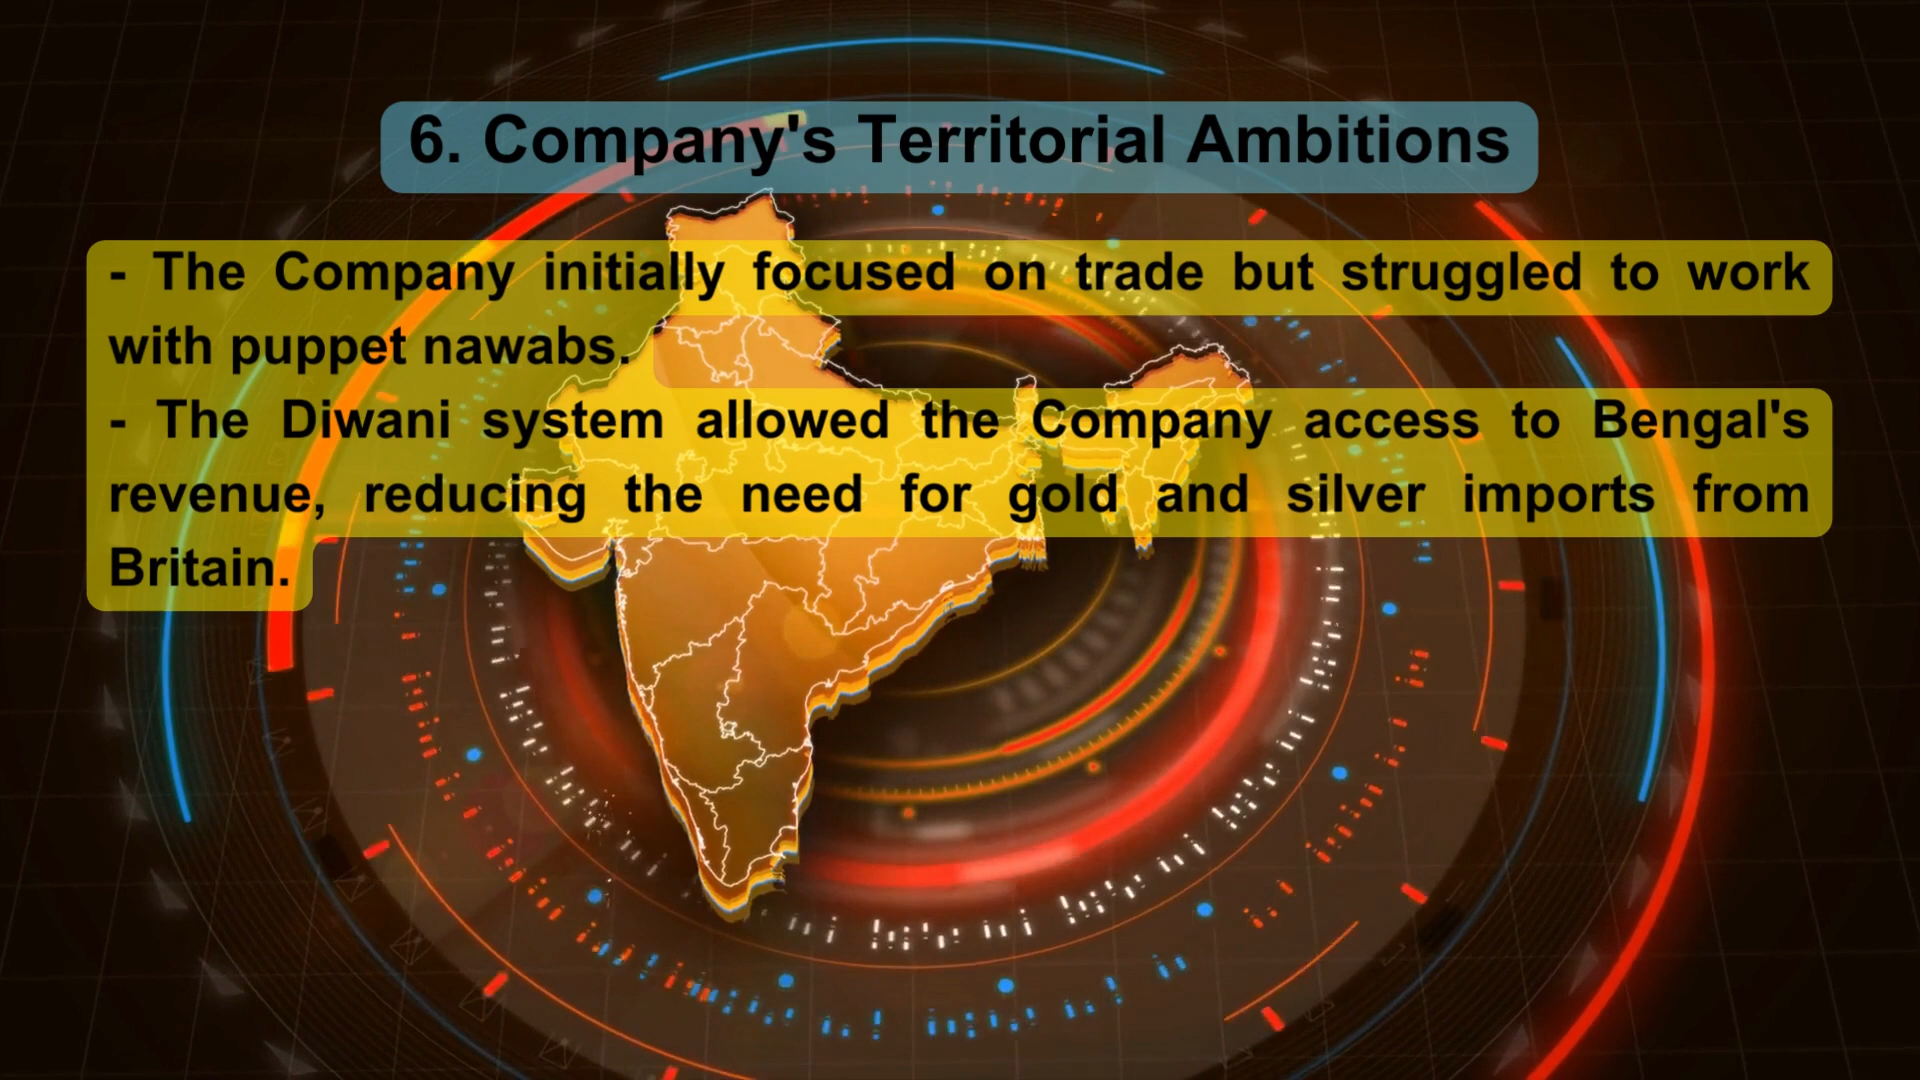 6. Company's Territorial Ambitions
- The Company initially focused on trade but struggled to work
with puppet nawabs.
- The Diwani system allowed the Company access to Bengal's
revenue, reducing the need for gold and silver imports from
Britain.